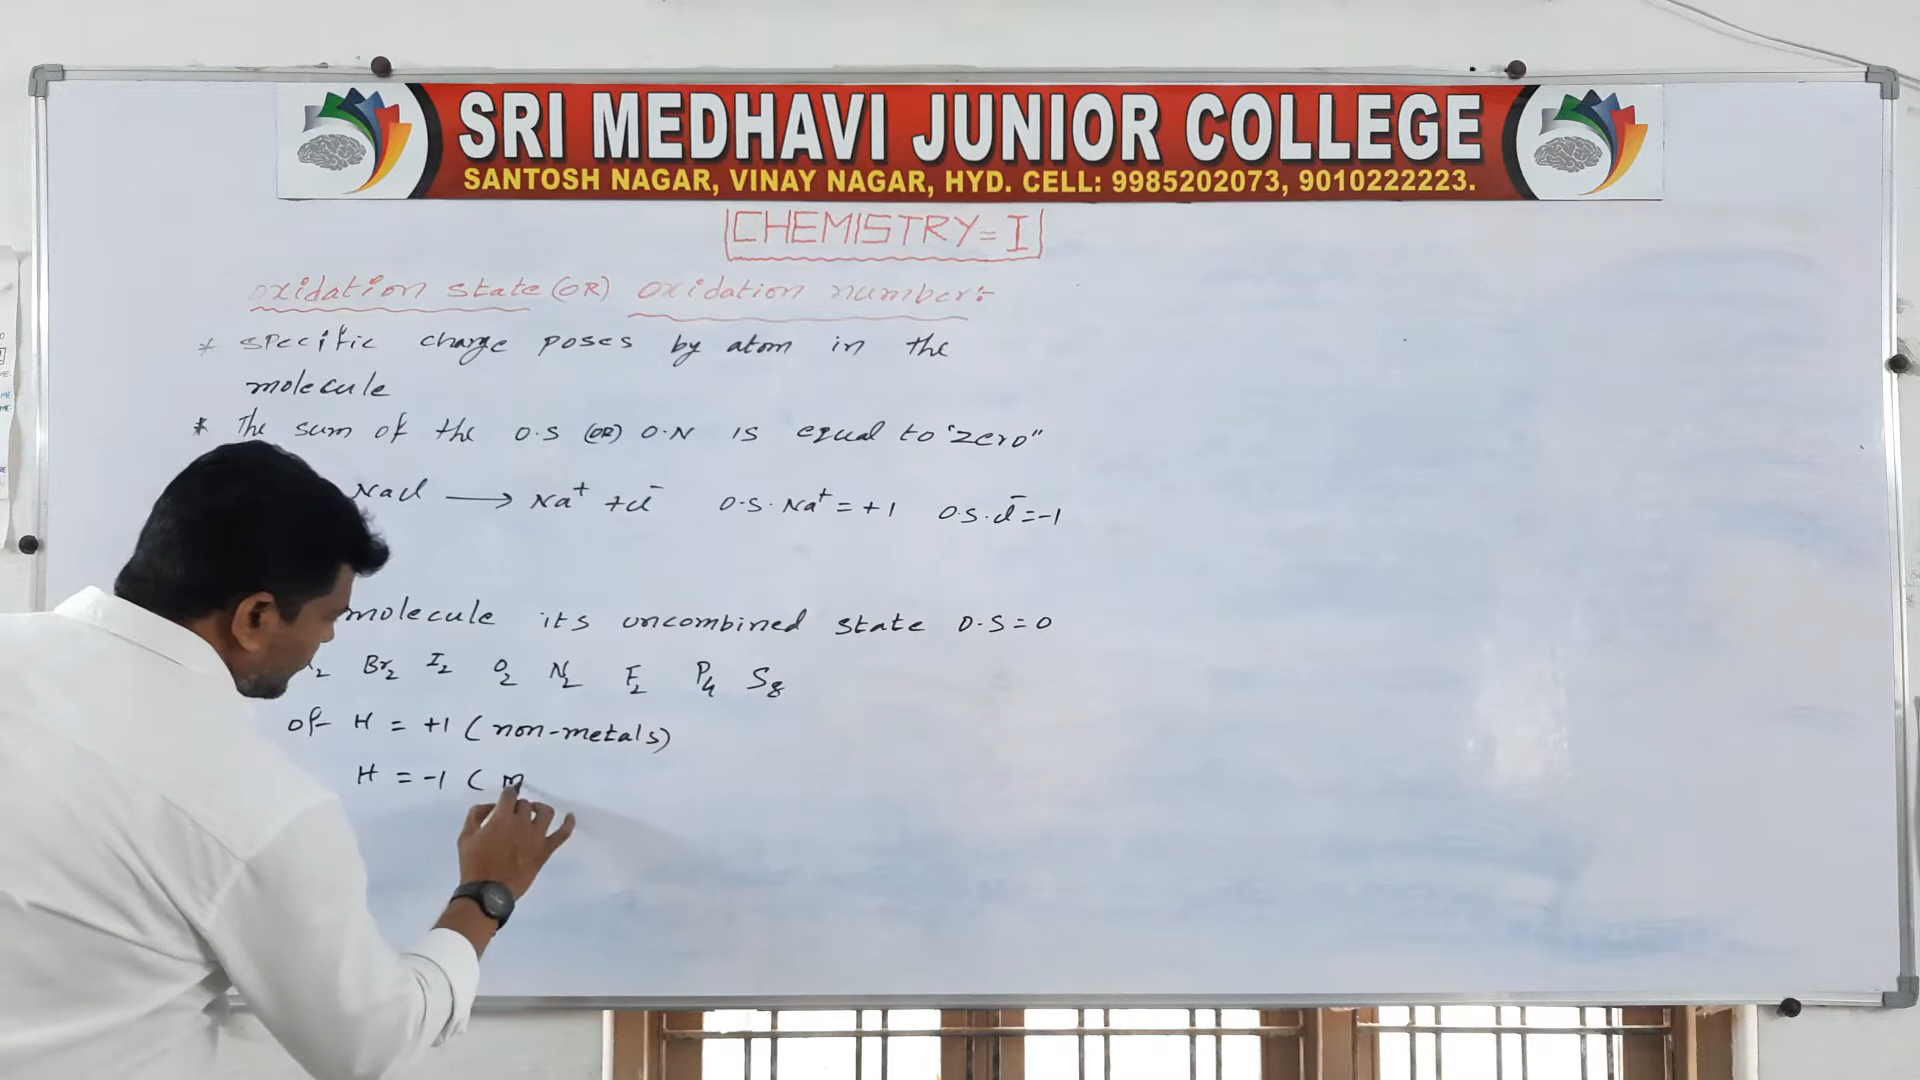 SRI MEDHAVI JUNIOR COLLEGE
SANTOSH NAGAR, VINAY NAGAR, HYD. CELL: 9985202073, 9010222223.
CHEMISTRY = I
oxidation state (OR) oxidation number:-
* specific charge poses by atom in the
molecule
* The sum of the O.S (OR) O.N is equal to "zero"
NaCl ⟶ Na⁺ + Cl⁻ O.S. Na⁺ = +1 O.S. Cl⁻ = -1
molecule its uncombined state O.S = 0
Br₂ I₂ O₂ N₂ F₂ P₄ S₈
of H = +1 (non-metals)
H = -1 ( m